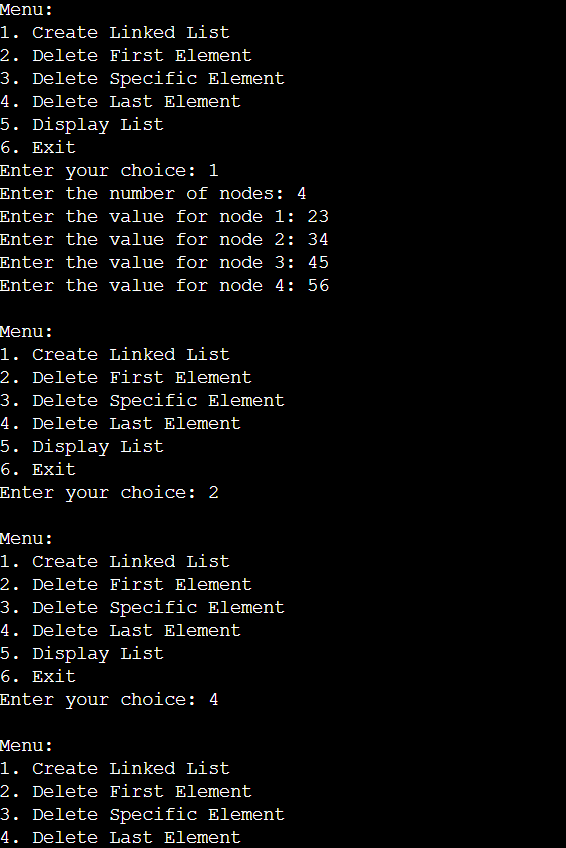 Menu:
1. Create Linked List
2. Delete First Element
3. Delete Specific Element
4. Delete Last Element
5. Display List
6. Exit
Enter your choice: 1
Enter the number of nodes: 4
Enter the value for node 1: 23
Enter the value for node 2: 34
Enter the value for node 3: 45
Enter the value for node 4: 56

Menu:
1. Create Linked List
2. Delete First Element
3. Delete Specific Element
4. Delete Last Element
5. Display List
6. Exit
Enter your choice: 2

Menu:
1. Create Linked List
2. Delete First Element
3. Delete Specific Element
4. Delete Last Element
5. Display List
6. Exit
Enter your choice: 4

Menu:
1. Create Linked List
2. Delete First Element
3. Delete Specific Element
4. Delete Last Element